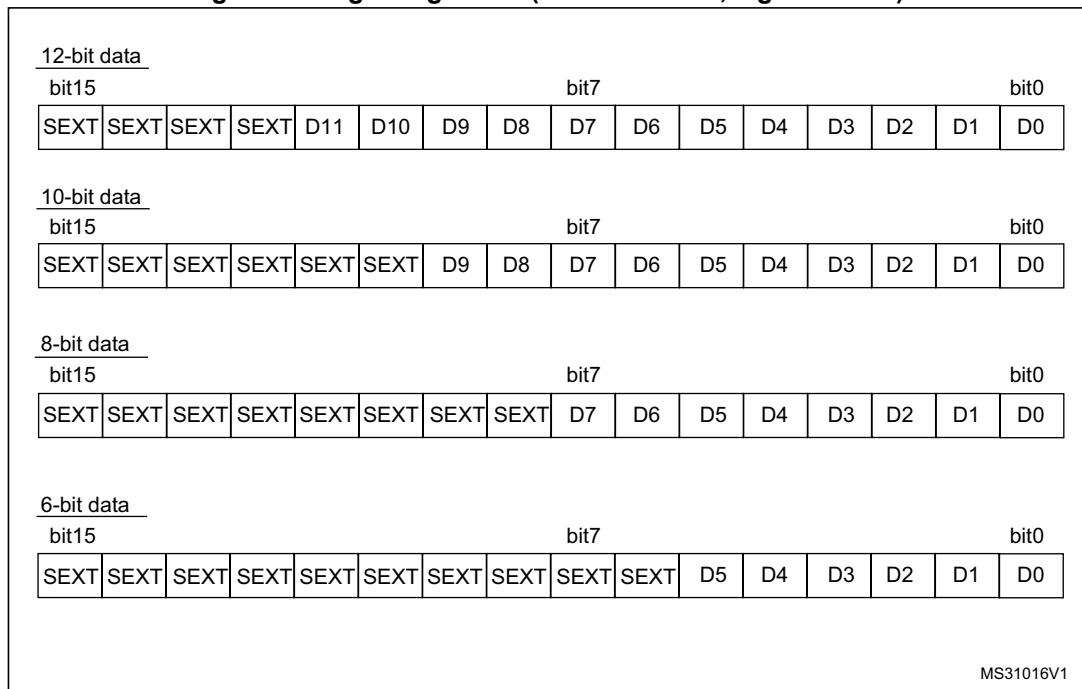 12-bit data
bit15 bit7 bit0
SEXT SEXT SEXT SEXT D11 D10 D9 D8 D7 D6 D5 D4 D3 D2 D1 D0
10-bit data
bit15 bit7 bit0
SEXT SEXT SEXT SEXT SEXT SEXT D9 D8 D7 D6 D5 D4 D3 D2 D1 D0
8-bit data
bit15 bit7 bit0
SEXT SEXT SEXT SEXT SEXT SEXT SEXT SEXT D7 D6 D5 D4 D3 D2 D1 D0
6-bit data
bit15 bit7 bit0
SEXT SEXT SEXT SEXT SEXT SEXT SEXT SEXT SEXT SEXT D5 D4 D3 D2 D1 D0
MS31016V1